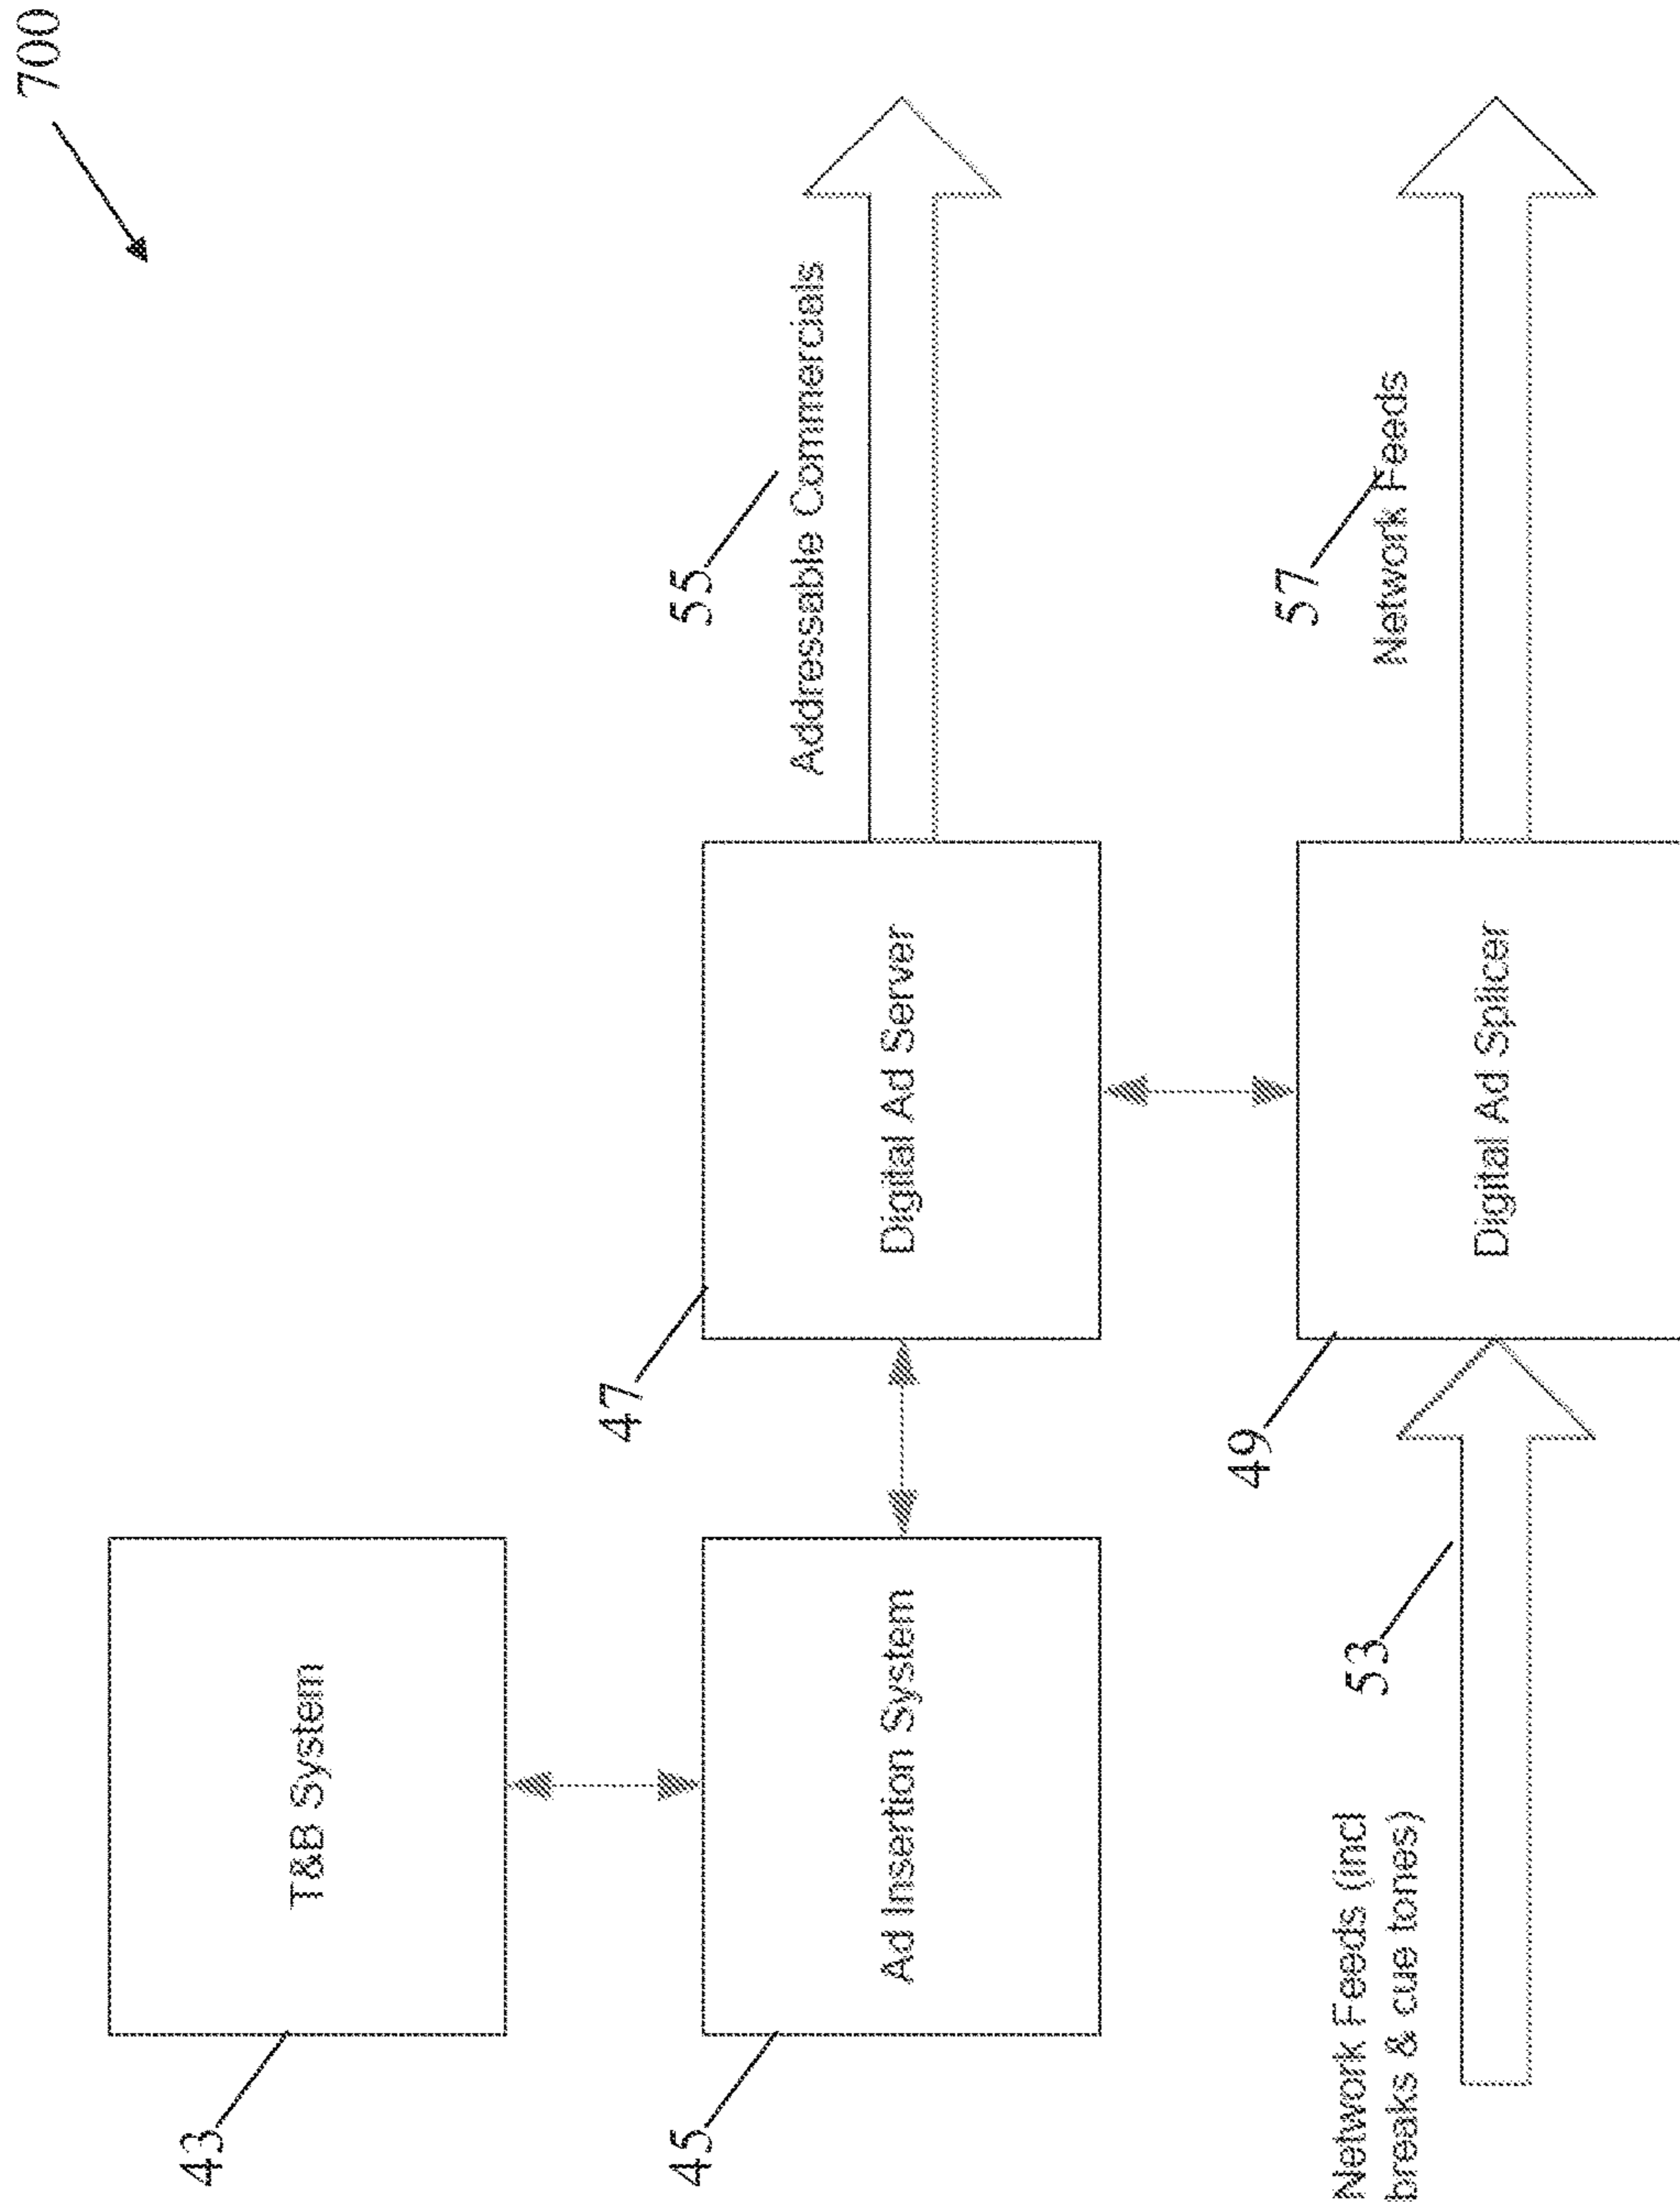 700
43
T&B System
45
Ad Insertion System
47
Digital Ad Server
55
Addressable Commercials
Network Feeds (incl
breaks & cue tones)
53
49
Digital Ad Splicer
57
Network Feeds